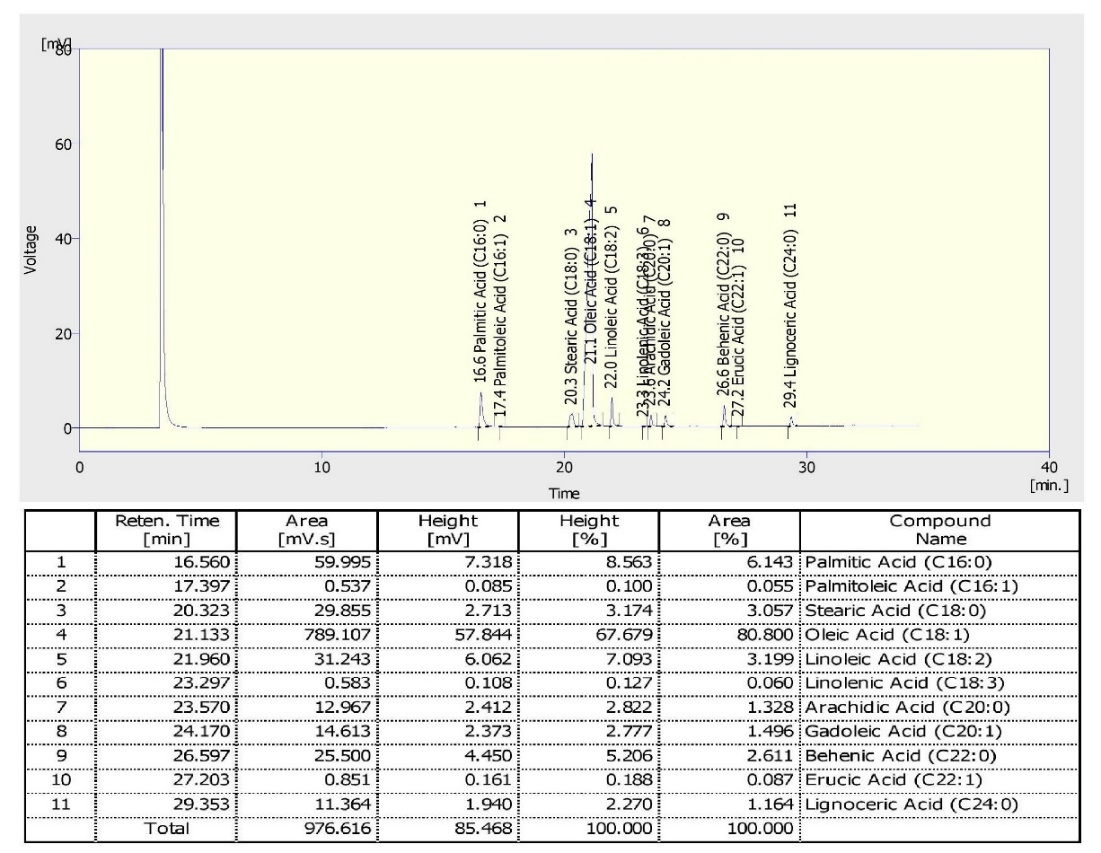 [mV]
80
60
40
20
0
Voltage
16.6 Palmitic Acid (C16:0) 1
17.4 Palmitoleic Acid (C16:1) 2
20.3 Stearic Acid (C18:0) 3
21.1 Oleic Acid (C18:1) 4
22.0 Linoleic Acid (C18:2) 5
23.3 Linolenic Acid (C18:3) 6
23.6 Arachidic Acid (C20:0) 7
24.2 Gadoleic Acid (C20:1) 8
26.6 Behenic Acid (C22:0) 9
27.2 Erucic Acid (C22:1) 10
29.4 Lignoceric Acid (C24:0) 11
0 10 20 30 40
Time [min.]
Reten. Time [min] Area [mV.s] Height [mV] Height [%] Area [%] Compound Name
1 16.560 59.995 7.318 8.563 6.143 Palmitic Acid (C16:0)
2 17.397 0.537 0.085 0.100 0.055 Palmitoleic Acid (C16:1)
3 20.323 29.855 2.713 3.174 3.057 Stearic Acid (C18:0)
4 21.133 789.107 57.844 67.679 80.800 Oleic Acid (C18:1)
5 21.960 31.243 6.062 7.093 3.199 Linoleic Acid (C18:2)
6 23.297 0.583 0.108 0.127 0.060 Linolenic Acid (C18:3)
7 23.570 12.967 2.412 2.822 1.328 Arachidic Acid (C20:0)
8 24.170 14.613 2.373 2.777 1.496 Gadoleic Acid (C20:1)
9 26.597 25.500 4.450 5.206 2.611 Behenic Acid (C22:0)
10 27.203 0.851 0.161 0.188 0.087 Erucic Acid (C22:1)
11 29.353 11.364 1.940 2.270 1.164 Lignoceric Acid (C24:0)
Total 976.616 85.468 100.000 100.000